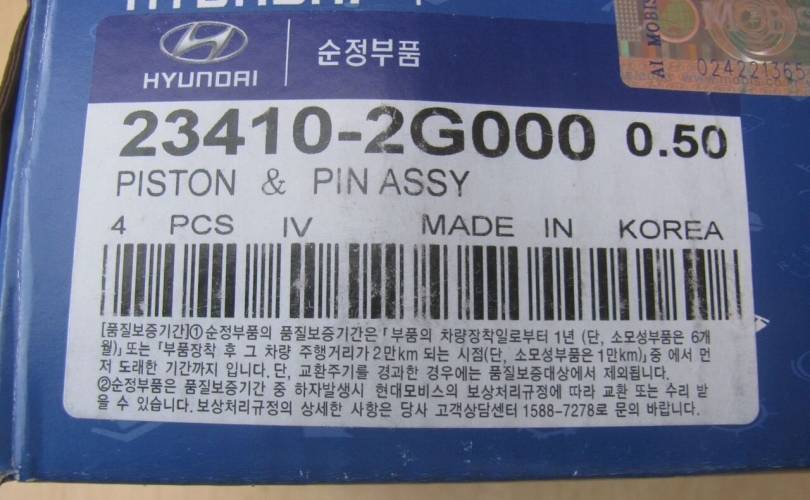 HYUNDAI
HYUNDAI 순정부품
MOBIS
024221365
23410-2G000 0.50
PISTON & PIN ASSY
4 PCS IV MADE IN KOREA
[품질보증기간]①순정부품의 품질보증기간은「부품의 차량장착일로부터 1년 (단, 소모성부품은 6개
월)」또는「부품장착 후 그 차량 주행거리가 2만km 되는 시점(단, 소모성부품은 1만km)」중 에서 먼
저 도래한 기간까지 입니다. 단, 교환주기를 경과한 경우에는 품질보증대상에서 제외됩니다.
②순정부품은 품질보증기간 중 하자발생시 현대모비스의 보상처리규정에 따라 교환 또는 수리 받
을 수 있습니다. 보상처리규정의 상세한 사항은 당사 고객상담센터 1588-7278로 문의 바랍니다.